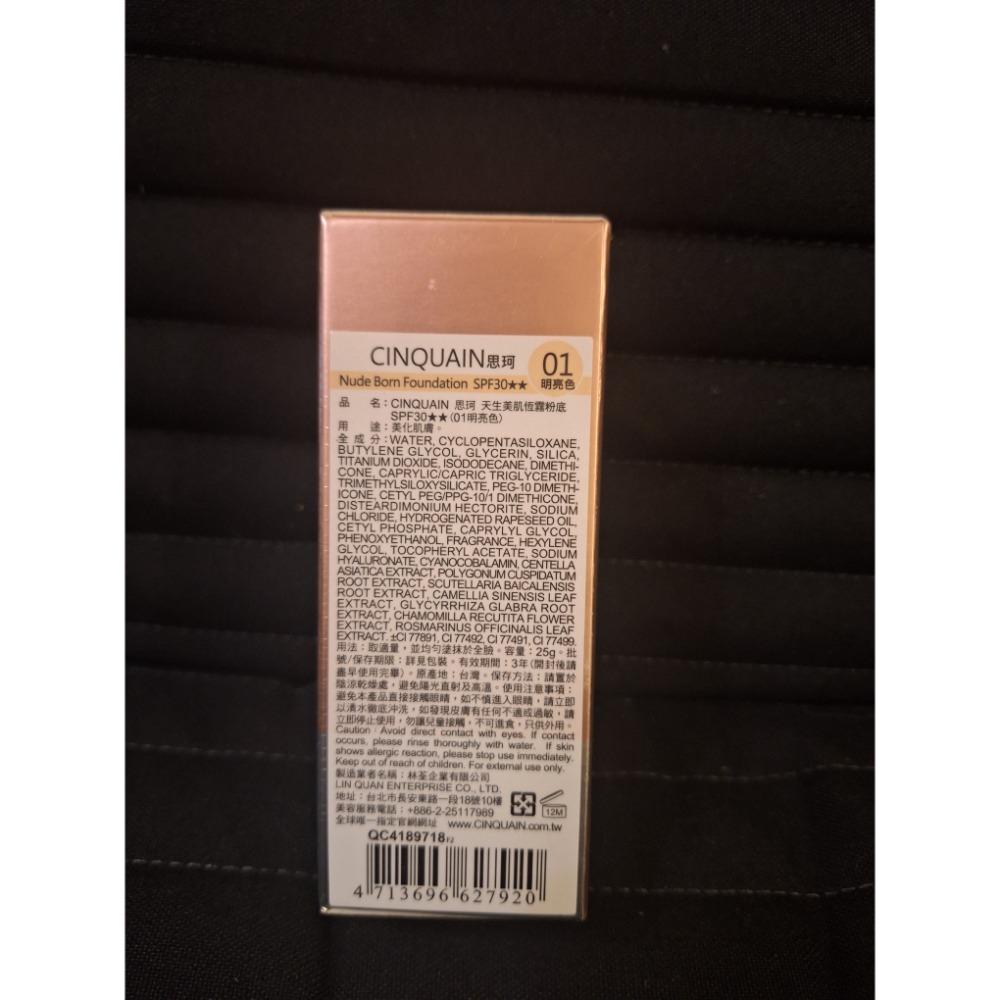 CINQUAIN思珂 01
Nude Born Foundation SPF30★★ 明亮色
品 名：CINQUAIN 思珂 天生美肌恆霧粉底
SPF30★★(01明亮色)
用 途：美化肌膚。
全 成 分：WATER, CYCLOPENTASILOXANE,
BUTYLENE GLYCOL, GLYCERIN, SILICA,
TITANIUM DIOXIDE, ISODODECANE, DIMETHI-
CONE, CAPRYLIC/CAPRIC TRIGLYCERIDE,
TRIMETHYLSILOXYSILICATE, PEG-10 DIMETH-
ICONE, CETYL PEG/PPG-10/1 DIMETHICONE,
DISTEARDIMONIUM HECTORITE, SODIUM
CHLORIDE, HYDROGENATED RAPESEED OIL,
CETYL PHOSPHATE, CAPRYLYL GLYCOL,
PHENOXYETHANOL, FRAGRANCE, HEXYLENE
GLYCOL, TOCOPHERYL ACETATE, SODIUM
HYALURONATE, CYANOCOBALAMIN, CENTELLA
ASIATICA EXTRACT, POLYGONUM CUSPIDATUM
ROOT EXTRACT, SCUTELLARIA BAICALENSIS
ROOT EXTRACT, CAMELLIA SINENSIS LEAF
EXTRACT, GLYCYRRHIZA GLABRA ROOT
EXTRACT, CHAMOMILLA RECUTITA FLOWER
EXTRACT, ROSMARINUS OFFICINALIS LEAF
EXTRACT. ±CI 77891, CI 77492, CI 77491, CI 77499.
用法：取適量，並均勻塗抹於全臉。容量：25g。批
號/保存期限：詳見包裝。有效期間：3年(開封後請
盡早使用完畢)。原產地：台灣。保存方法：請置於
陰涼乾燥處，避免陽光直射及高溫。使用注意事項：
避免本產品直接接觸眼睛，如不慎進入眼睛，請立即
以清水徹底沖洗，如發現皮膚有任何不適或過敏，請
立即停止使用，勿讓兒童接觸，不可進食，只供外用。
Caution : Avoid direct contact with eyes. If contact
occurs, please rinse thoroughly with water. If skin
shows allergic reaction, please stop use immediately.
Keep out of reach of children. For external use only.
製造業者名稱：林荃企業有限公司
LIN QUAN ENTERPRISE CO., LTD.
地址：台北市長安東路一段18號10樓
美容服務電話：+886-2-25117989
全球唯一指定官網網址 www.CINQUAIN.com.tw
12M
QC4189718F2
4 713696 627920